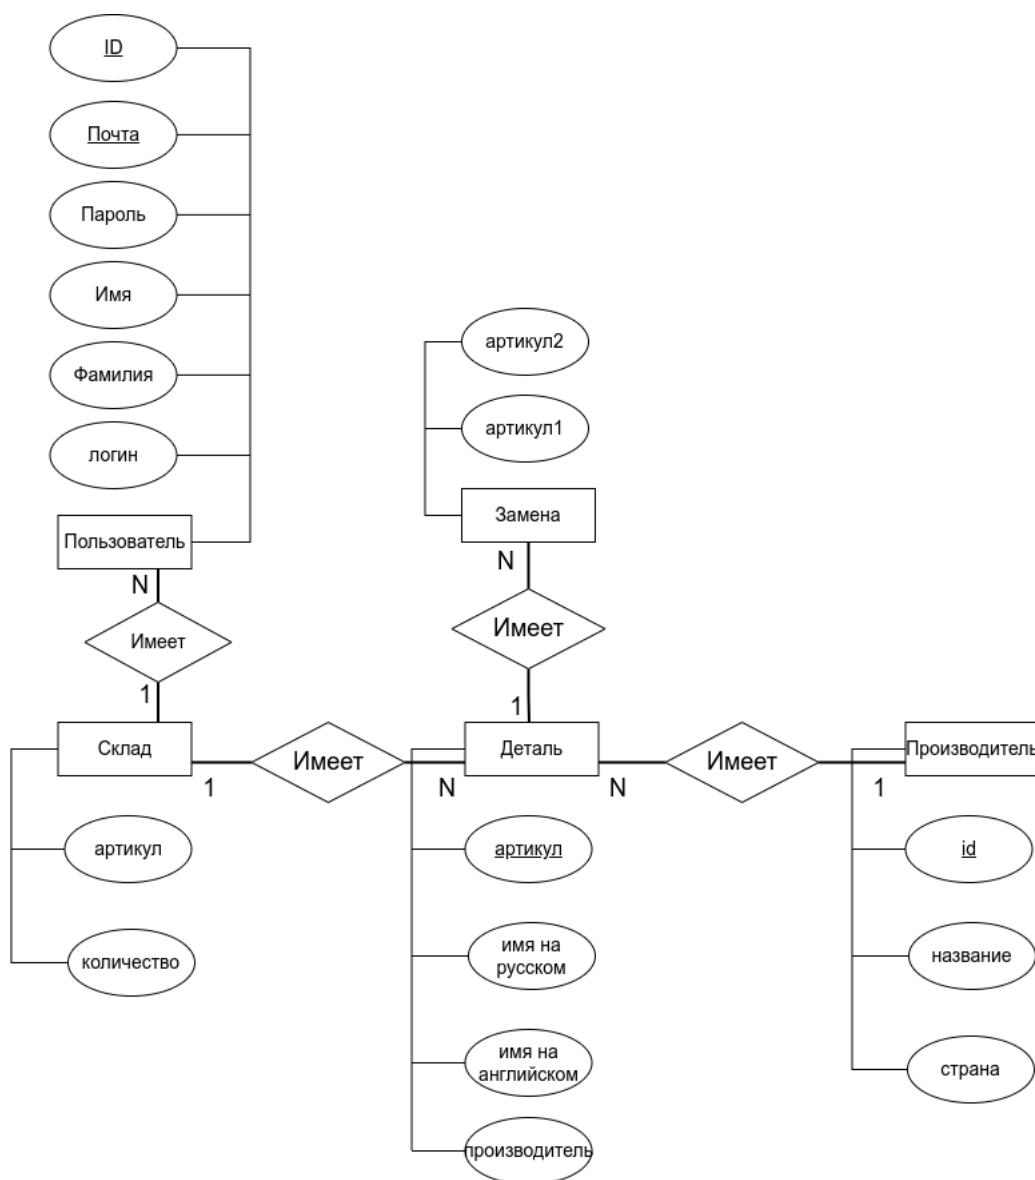 ID
Почта
Пароль
Имя
Фамилия
логин
Пользователь
N
Имеет
1
артикул2
артикул1
Замена
N
Имеет
1
Склад
1
Имеет
N
Деталь
N
Имеет
1
Производитель
артикул
количество
артикул
имя на
русском
имя на
английском
производитель
id
название
страна